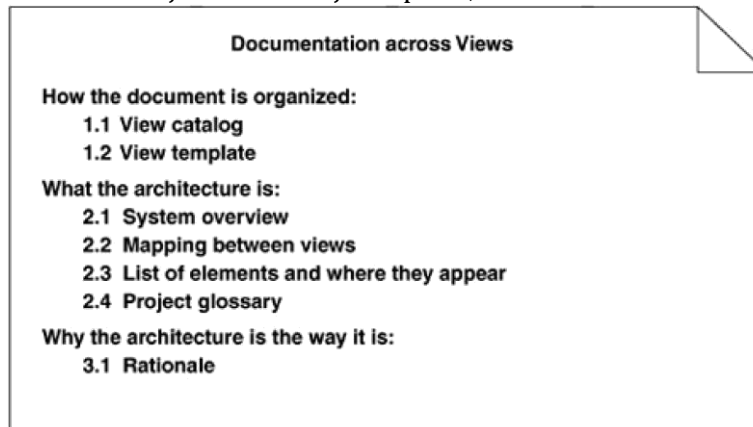 Documentation across Views
How the document is organized:
1.1 View catalog
1.2 View template
What the architecture is:
2.1 System overview
2.2 Mapping between views
2.3 List of elements and where they appear
2.4 Project glossary
Why the architecture is the way it is:
3.1 Rationale